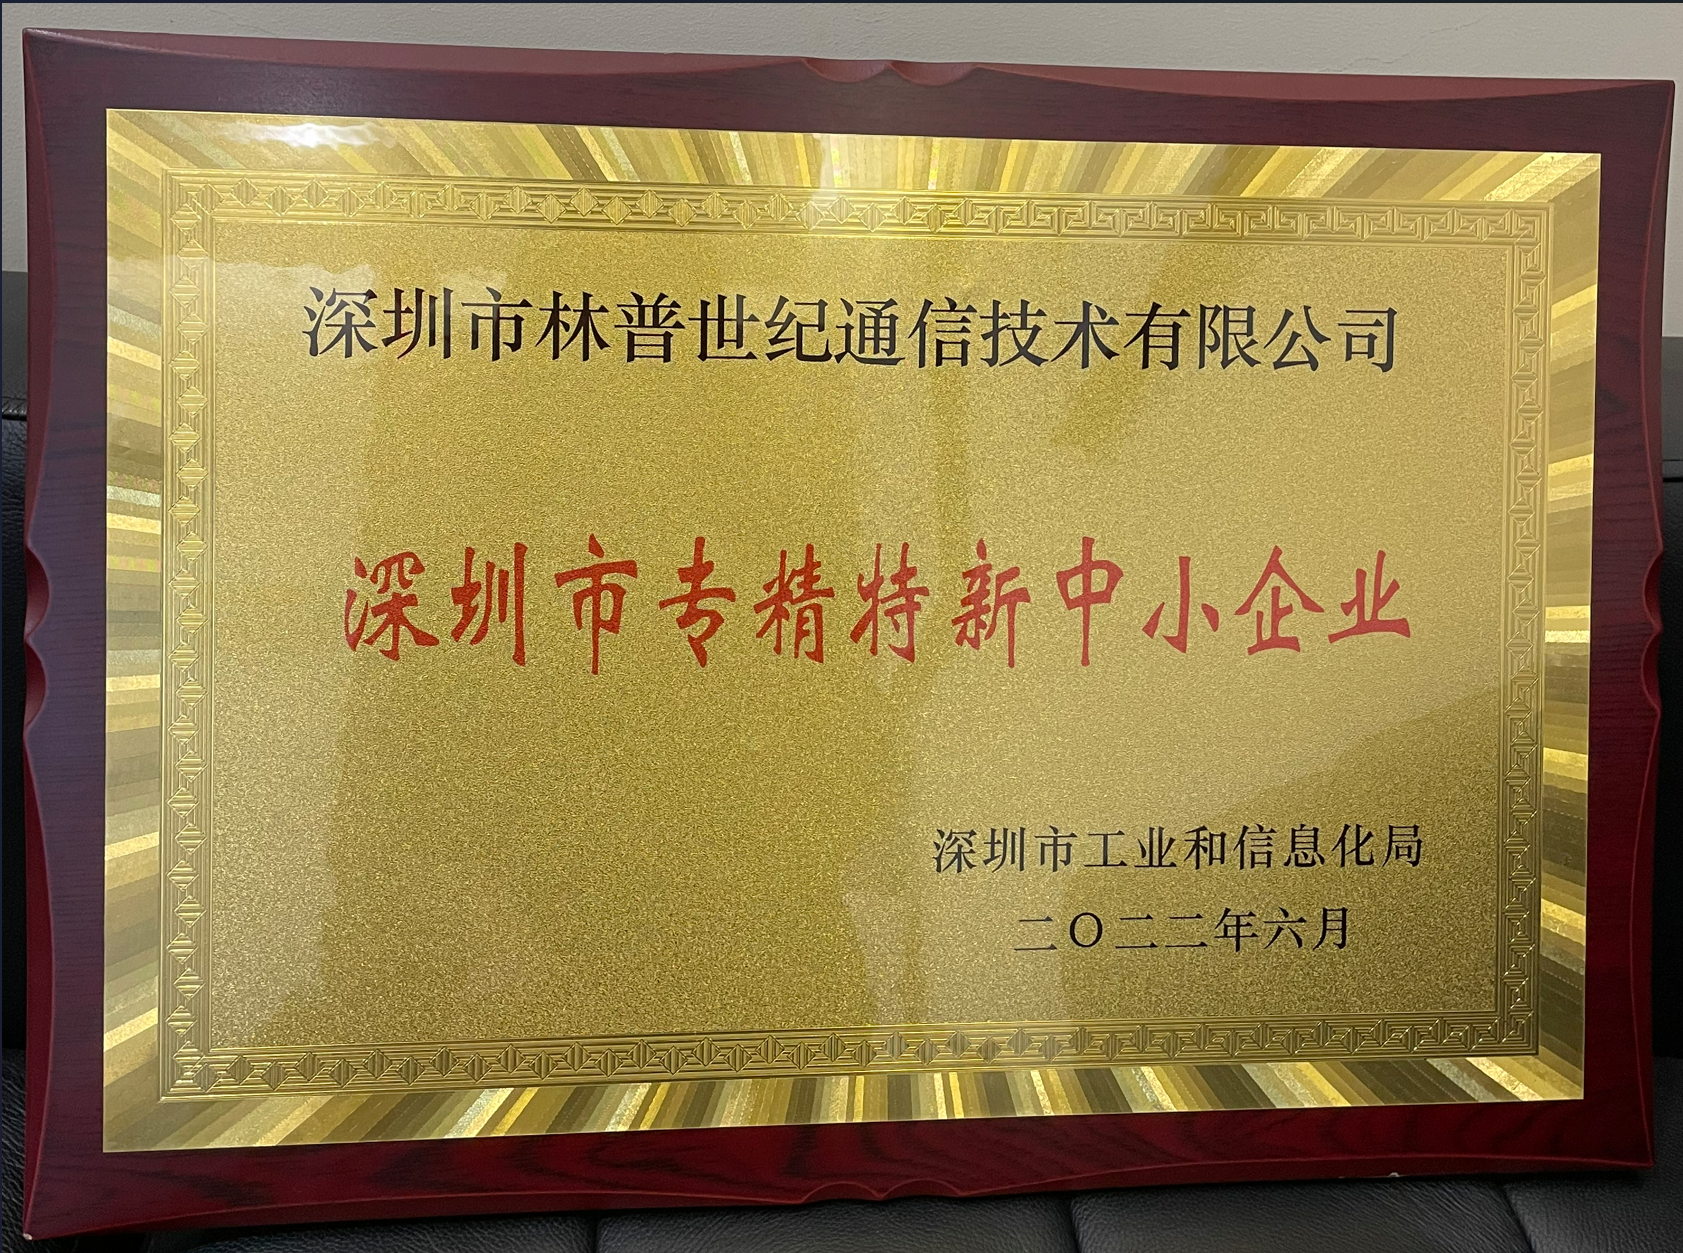 深圳市林普世纪通信技术有限公司
深圳市专精特新中小企业
深圳市工业和信息化局
二〇二二年六月